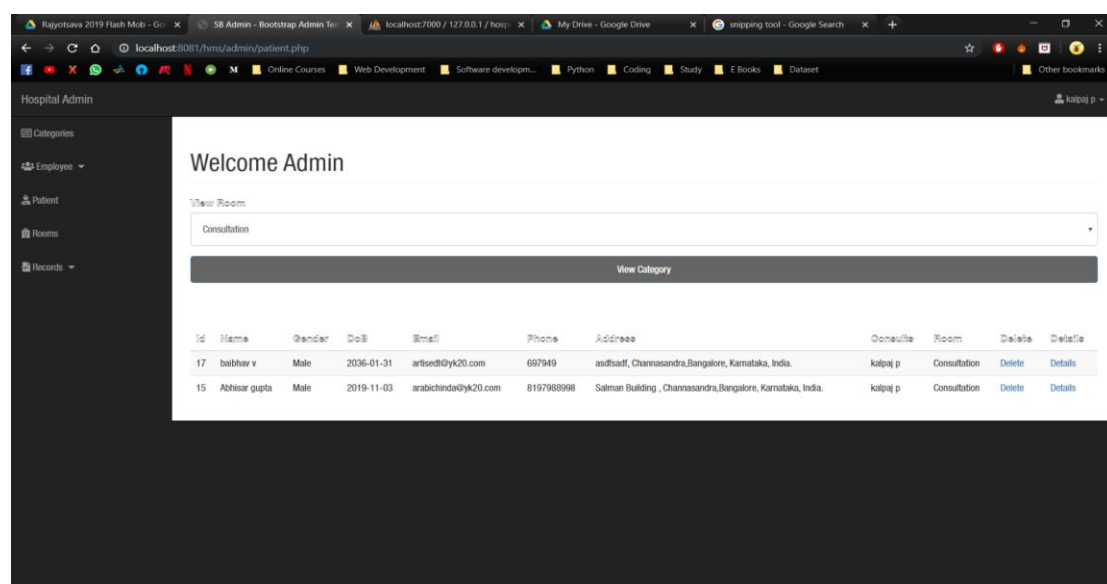 Rajyotsava 2019 Flash Mob - Go
SB Admin - Bootstrap Admin Tem
localhost:7000 / 127.0.0.1 / hosp
My Drive - Google Drive
snipping tool - Google Search
localhost:8081/hms/admin/patient.php
M Online Courses Web Development Software developm... Python Coding Study E Books Dataset Other bookmarks
Hospital Admin kalpaj p
Categories
Employee
Patient
Rooms
Records
Welcome Admin
View Room
Consultation
View Category
Id Name Gender DoB Email Phone Address Consults Room Delete Details
17 baibhav v Male 2036-01-31 artisedt@yk20.com 697949 asdfsadf, Channasandra,Bangalore, Karnataka, India. kalpaj p Consultation Delete Details
15 Abhisar gupta Male 2019-11-03 arabichinda@yk20.com 8197988998 Salman Building , Channasandra,Bangalore, Karnataka, India. kalpaj p Consultation Delete Details